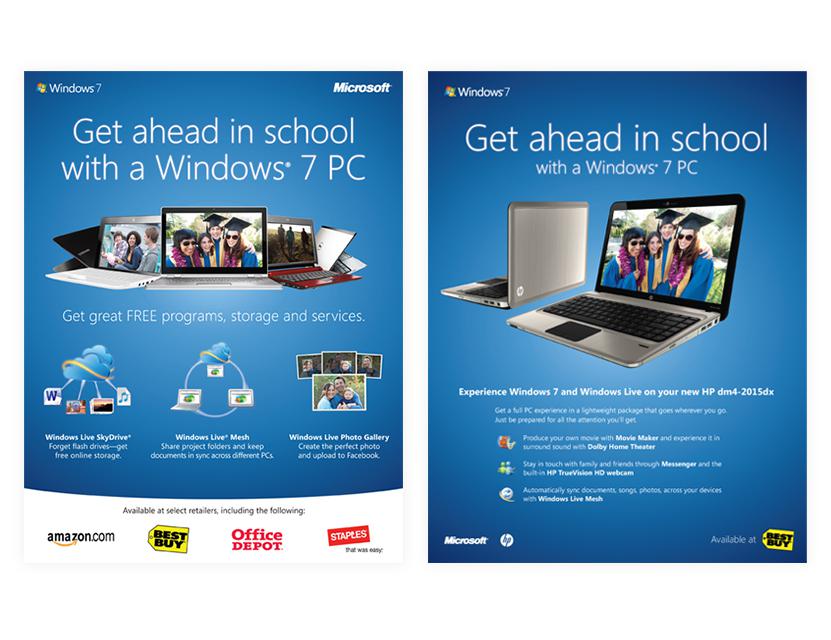 Windows 7
Microsoft
Get ahead in school
with a Windows® 7 PC
Get great FREE programs, storage and services.
W
Windows Live SkyDrive®
Forget flash drives—get
free online storage.
Windows Live® Mesh
Share project folders and keep
documents in sync across different PCs.
Windows Live Photo Gallery
Create the perfect photo
and upload to Facebook.
Available at select retailers, including the following:
amazon.com
BEST BUY
Office DEPOT
STAPLES
that was easy.®
Windows 7
Get ahead in school
with a Windows® 7 PC
hp
Experience Windows 7 and Windows Live on your new HP dm4-2015dx
Get a full PC experience in a lightweight package that goes wherever you go.
Just be prepared for all the attention you'll get.
Produce your own movie with Movie Maker and experience it in
surround sound with Dolby Home Theater
Stay in touch with family and friends through Messenger and the
built-in HP TrueVision HD webcam
Automatically sync documents, songs, photos, across your devices
with Windows Live Mesh
Microsoft
hp
Available at
BEST BUY